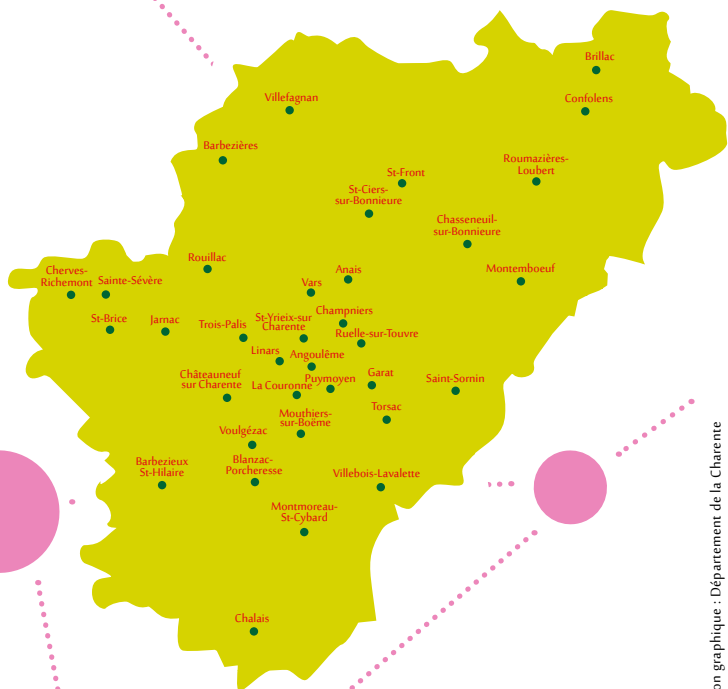 Brillac
Villefagnan
Confolens
Barbezières
Roumazières-
Loubert
St-Front
St-Ciers-
sur-Bonnieure
Chasseneuil-
sur-Bonnieure
Rouillac
Anais
Montemboeuf
Cherves-
Richemont
Sainte-Sévère
Vars
St-Brice
Jarnac
Trois-Palis
St-Yrieix-sur
Charente
Champniers
Ruelle-sur-Touvre
Linars
Angoulême
Châteauneuf
sur Charente
La Couronne
Puymoyen
Garat
Saint-Sornin
Mouthiers-
sur-Boëme
Torsac
Voulgézac
Barbezieux
St-Hilaire
Blanzac-
Porcheresse
Villebois-Lavalette
Montmoreau-
St-Cybard
Chalais
on graphique : Département de la Charente